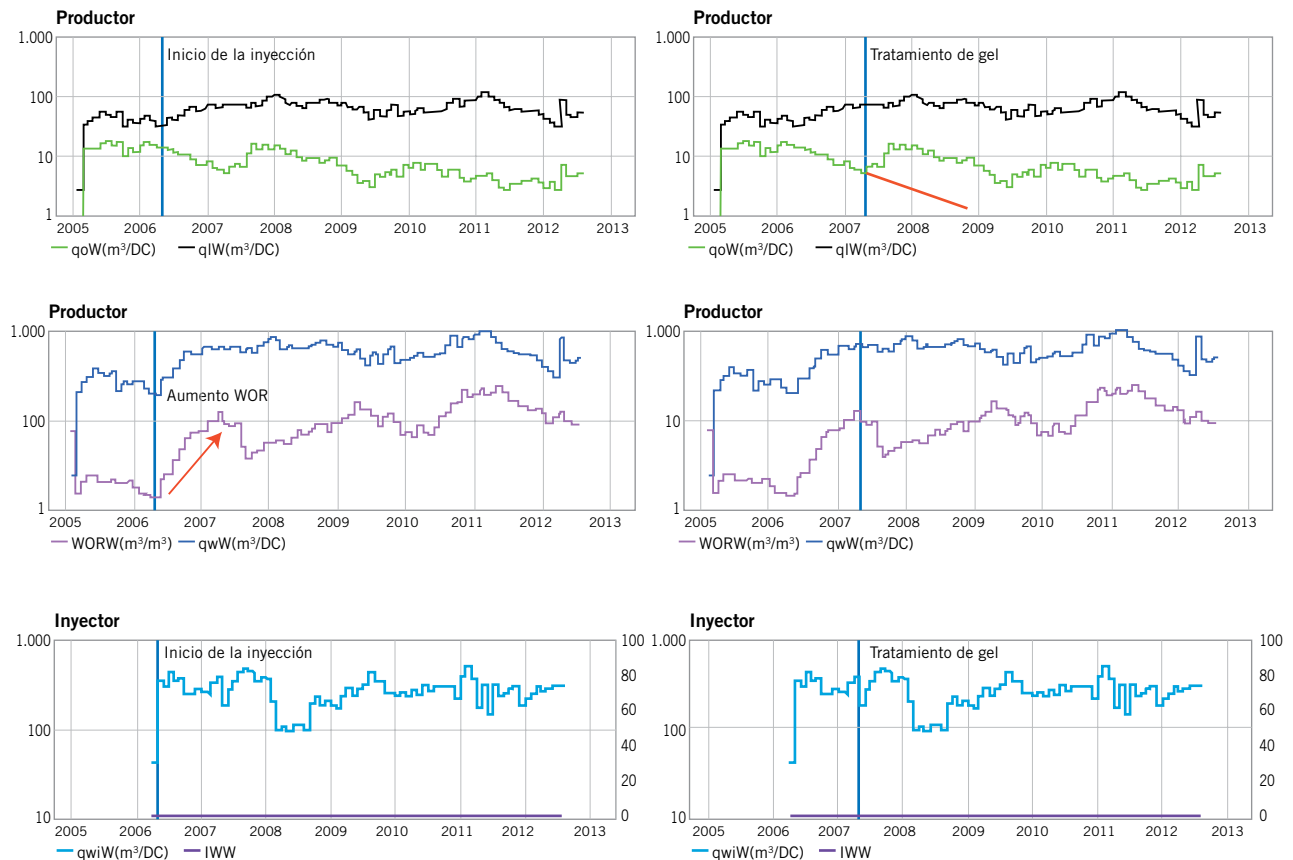 Productor
1.000
Inicio de la inyección
100
10
1
2005 2006 2007 2008 2009 2010 2011 2012 2013
qoW(m³/DC) qlW(m³/DC)
Productor
1.000
Tratamiento de gel
100
10
1
2005 2006 2007 2008 2009 2010 2011 2012 2013
qoW(m³/DC) qlW(m³/DC)
Productor
1.000
Aumento WOR
100
1
2005 2006 2007 2008 2009 2010 2011 2012 2013
WORW(m³/m³) qwW(m³/DC)
Productor
1.000
10
1
2005 2006 2007 2008 2009 2010 2011 2012 2013
WORW(m³/m³) qwW(m³/DC)
Inyector
1.000 100
Inicio de la inyección
80
60
100
40
20
10 0
2005 2006 2007 2008 2009 2010 2011 2012 2013
qwiW(m³/DC) IWW
Inyector
1.000 100
Tratamiento de gel
80
60
100
40
20
10 0
2005 2006 2007 2008 2009 2010 2011 2012 2013
qwiW(m³/DC) IWW